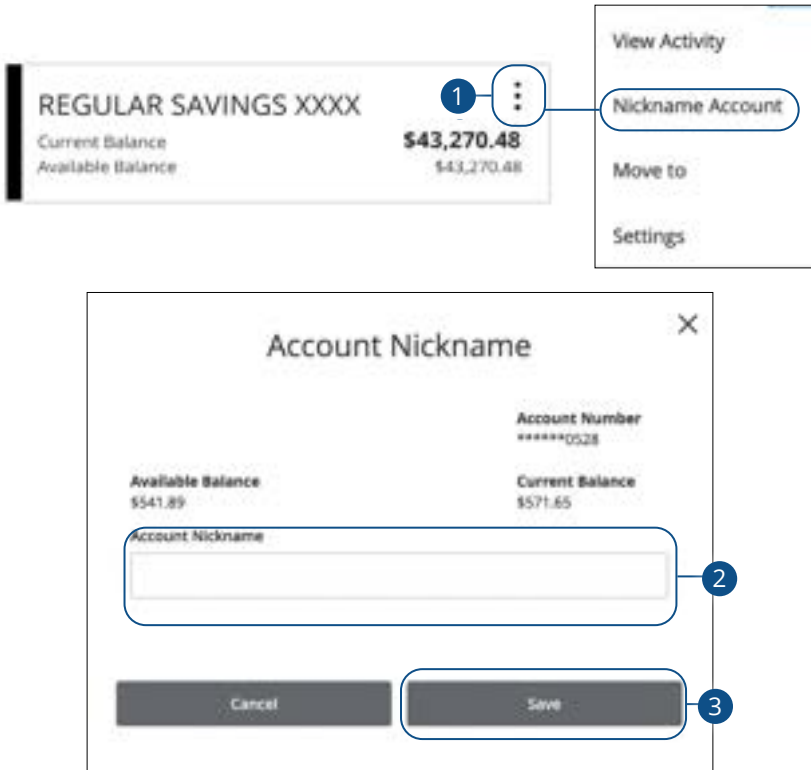 View Activity
1
REGULAR SAVINGS XXXX
Nickname Account
Current Balance $43,270.48
Available Balance $43,270.48
Move to
Settings
Account Nickname
Account Number
******0528
Available Balance Current Balance
$541.89 $571.65
Account Nickname
2
Cancel Save
3